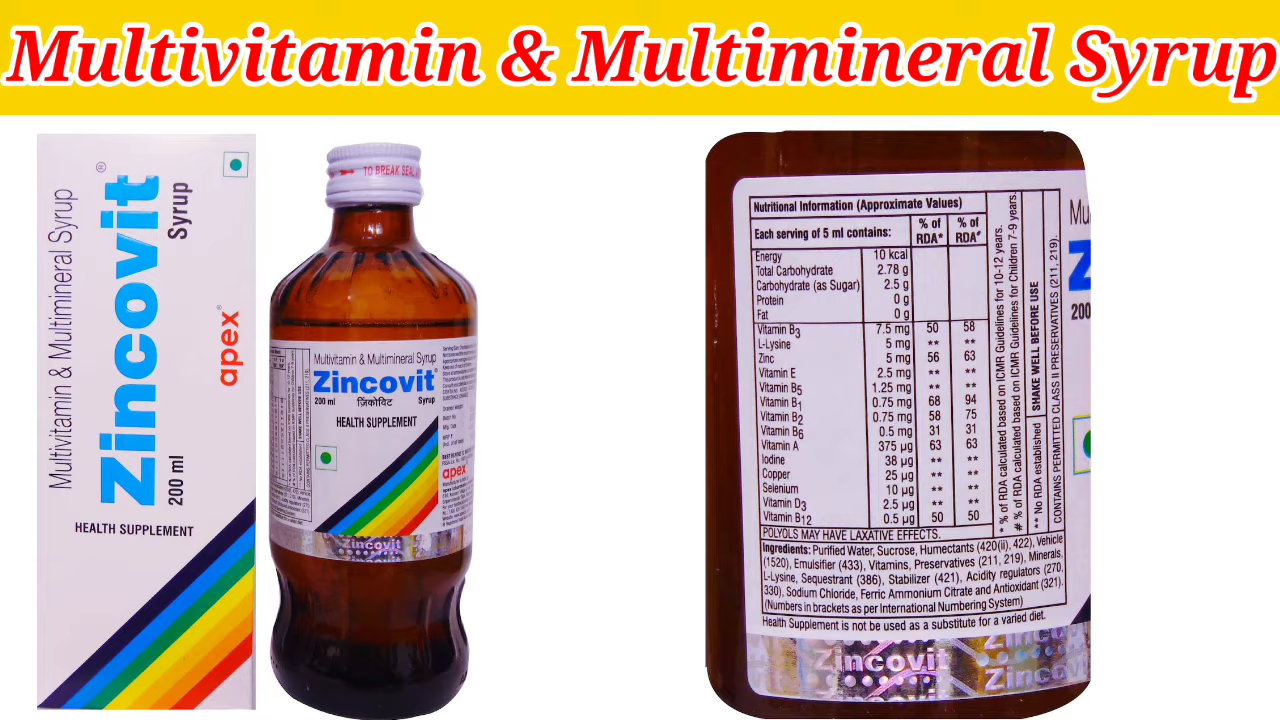 Multivitamin & Multimineral Syrup
Multivitamin & Multimineral Syrup
Zincovit®
Syrup
200 ml
apex®
HEALTH SUPPLEMENT
TO BREAK SEAL
Multivitamin & Multimineral Syrup
Zincovit®
200 ml ज़िंकोविट Syrup
HEALTH SUPPLEMENT
apex
Zincovit
Nutritional Information (Approximate Values)
Each serving of 5 ml contains: % of RDA* % of RDA#
Energy 10 kcal
Total Carbohydrate 2.78 g
Carbohydrate (as Sugar) 2.5 g
Protein 0 g
Fat 0 g
Vitamin B3 7.5 mg 50 58
L-Lysine 5 mg ** **
Zinc 5 mg 56 63
Vitamin E 2.5 mg ** **
Vitamin B5 1.25 mg ** **
Vitamin B1 0.75 mg 68 94
Vitamin B2 0.75 mg 58 75
Vitamin B6 0.5 mg 31 31
Vitamin A 375 µg 63 63
Iodine 38 µg ** **
Copper 25 µg ** **
Selenium 10 µg ** **
Vitamin D3 2.5 µg ** **
Vitamin B12 0.5 µg 50 50
POLYOLS MAY HAVE LAXATIVE EFFECTS.
* % of RDA calculated based on ICMR Guidelines for 10-12 years.
# % of RDA calculated based on ICMR Guidelines for Children 7-9 years.
** No RDA established
SHAKE WELL BEFORE USE
CONTAINS PERMITTED CLASS II PRESERVATIVES (211, 219).
Ingredients: Purified Water, Sucrose, Humectants (420(ii), 422), Vehicle
(1520), Emulsifier (433), Vitamins, Preservatives (211, 219), Minerals,
L-Lysine, Sequestrant (386), Stabilizer (421), Acidity regulators (270,
330), Sodium Chloride, Ferric Ammonium Citrate and Antioxidant (321).
(Numbers in brackets as per International Numbering System)
Health Supplement is not be used as a substitute for a varied diet.
Mu
Z
200
Zincovit
Zincovit